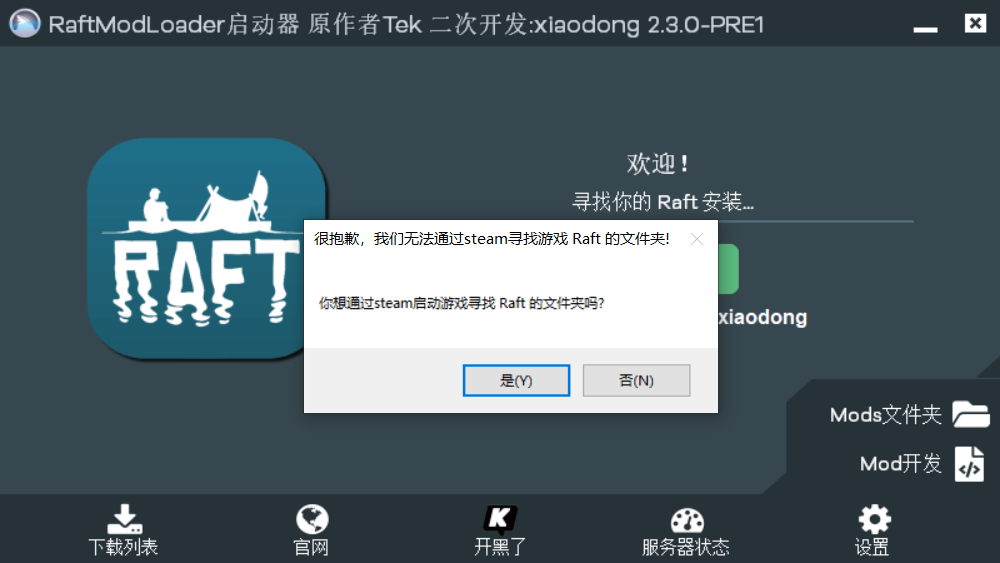 RaftModLoader启动器 原作者Tek 二次开发:xiaodong 2.3.0-PRE1
欢迎！
寻找你的 Raft 安装...
RAFT
很抱歉，我们无法通过steam寻找游戏 Raft 的文件夹!
你想通过steam启动游戏寻找 Raft 的文件夹吗?
是(Y)
否(N)
xiaodong
Mods文件夹
Mod开发
下载列表
官网
K
开黑了
服务器状态
设置